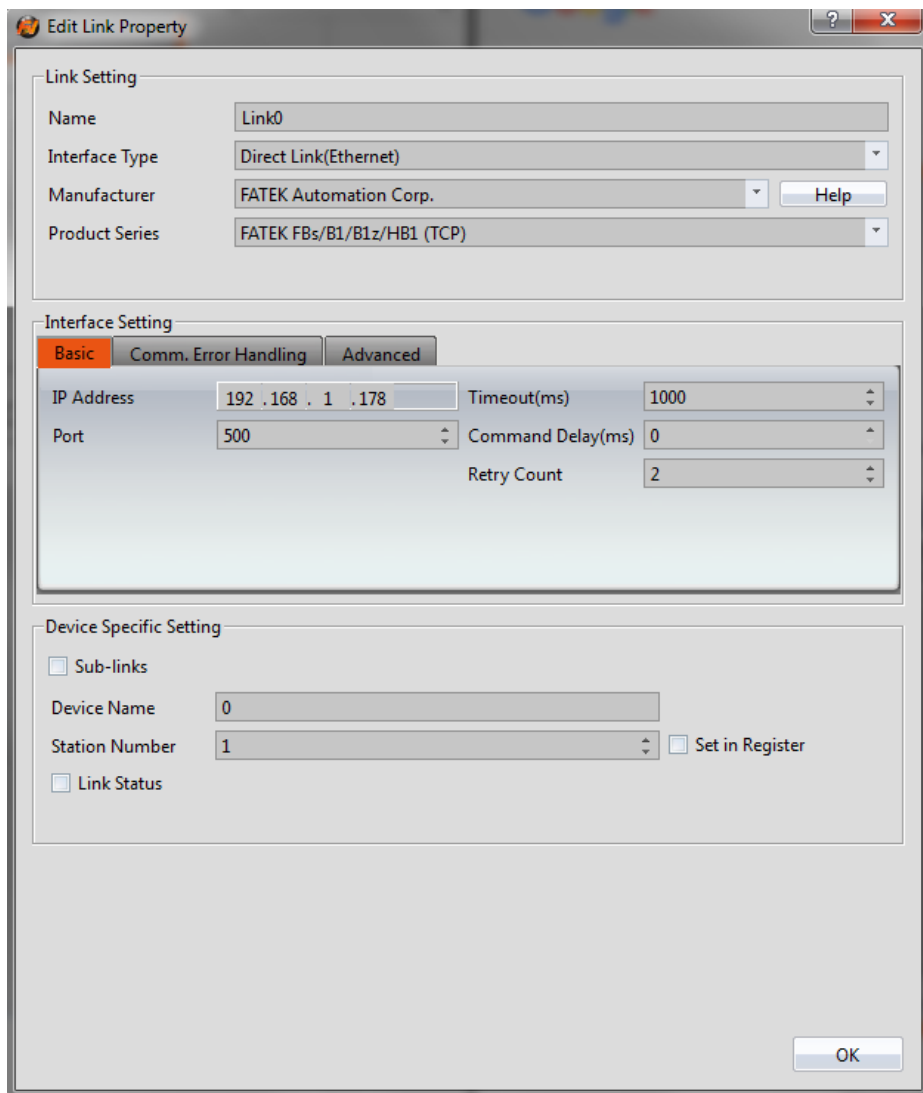 Edit Link Property
Link Setting
Name Link0
Interface Type Direct Link(Ethernet)
Manufacturer FATEK Automation Corp. Help
Product Series FATEK FBs/B1/B1z/HB1 (TCP)
Interface Setting
Basic Comm. Error Handling Advanced
IP Address 192 .168 . 1 .178 Timeout(ms) 1000
Port 500 Command Delay(ms) 0
Retry Count 2
Device Specific Setting
Sub-links
Device Name 0
Station Number 1 Set in Register
Link Status
OK